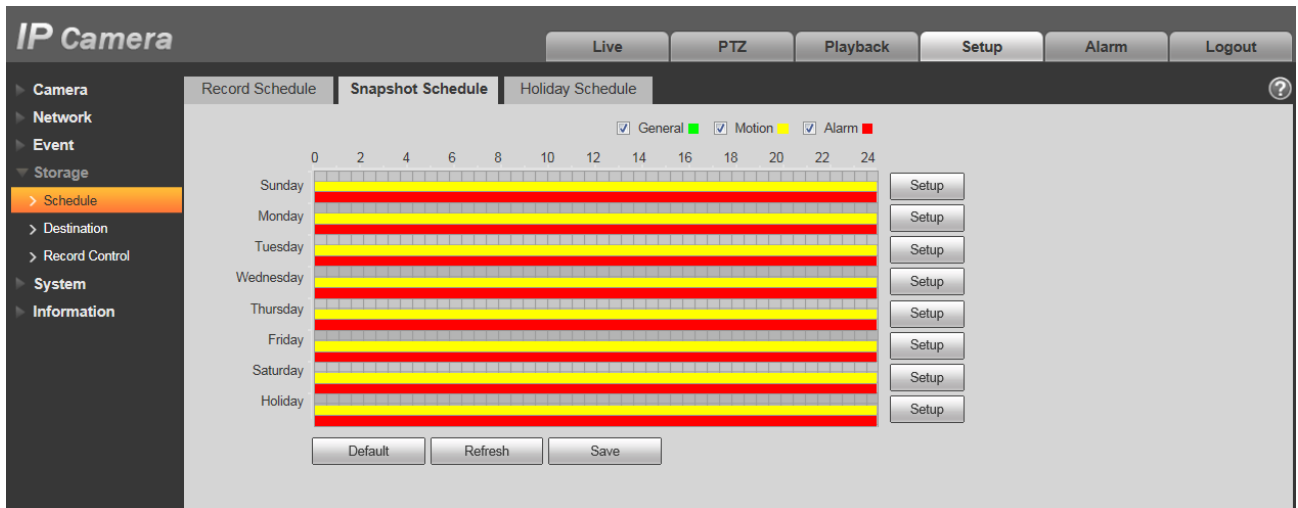 IP Camera
Live PTZ Playback Setup Alarm Logout
Camera
Network
Event
Storage
Schedule
Destination
Record Control
System
Information
Record Schedule Snapshot Schedule Holiday Schedule ?
General Motion Alarm
0 2 4 6 8 10 12 14 16 18 20 22 24
Sunday Setup
Monday Setup
Tuesday Setup
Wednesday Setup
Thursday Setup
Friday Setup
Saturday Setup
Holiday Setup
Default Refresh Save